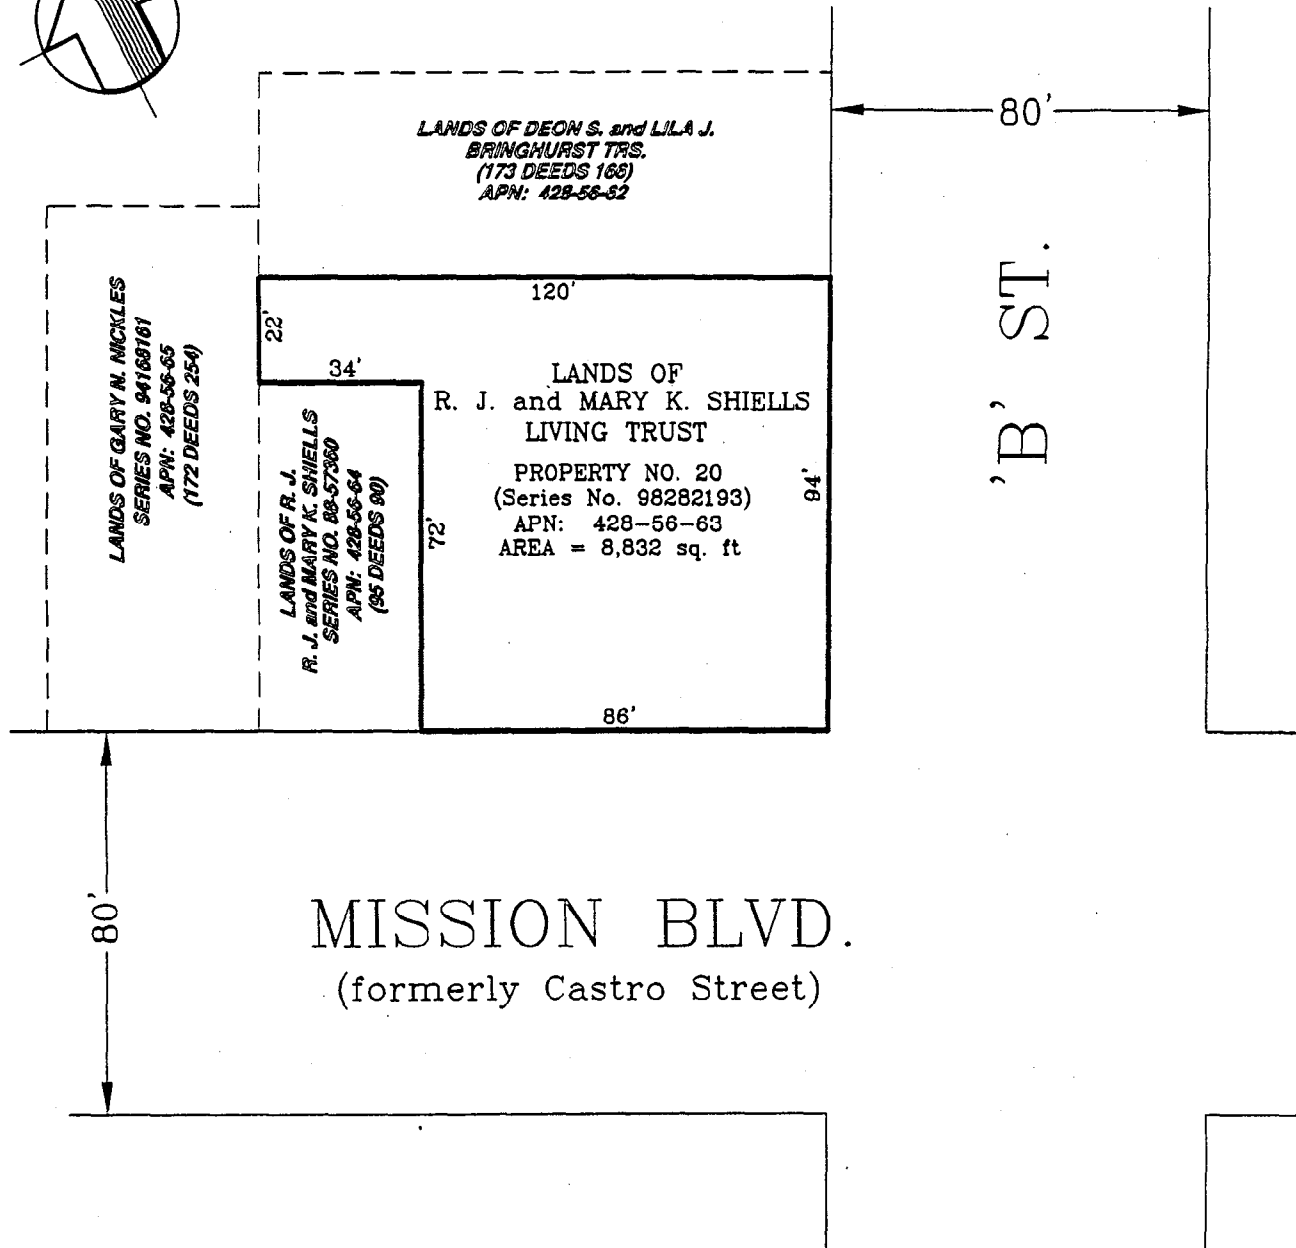 80'
LANDS OF DEON S. and LILA J.
BRINGHURST TRS.
(173 DEEDS 166)
APN: 428-56-62
'B' ST.
120'
22'
34'
LANDS OF GARY N. NICKLES
SERIES NO. 94168161
APN: 428-56-65
(172 DEEDS 254)
LANDS OF R. J.
R. J. and MARY K. SHIELLS
SERIES NO. 88-57360
APN: 428-56-64
(95 DEEDS 90)
72'
LANDS OF
R. J. and MARY K. SHIELLS
LIVING TRUST
PROPERTY NO. 20
(Series No. 98282193)
APN: 428-56-63
AREA = 8,832 sq. ft
94'
86'
80'
MISSION BLVD.
(formerly Castro Street)